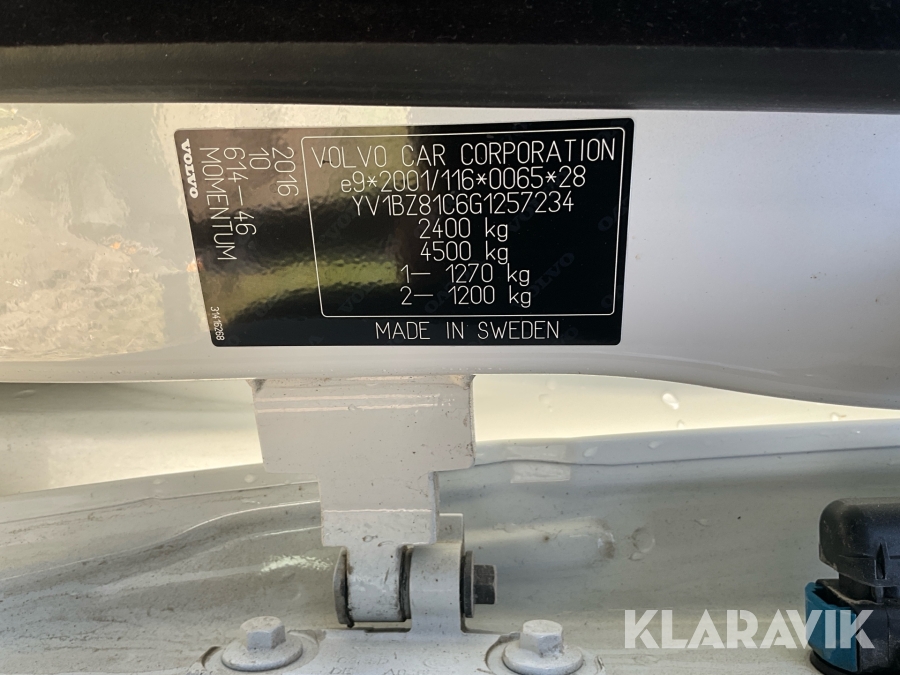 VOLVO CAR CORPORATION
e9*2001/116*0065*28
YV1BZ81C6G1257234
2400 kg
4500 kg
1— 1270 kg
2— 1200 kg
MADE IN SWEDEN
VOLVO
2016
10
614—46
MOMENTUM
31416268
KLARAVIK